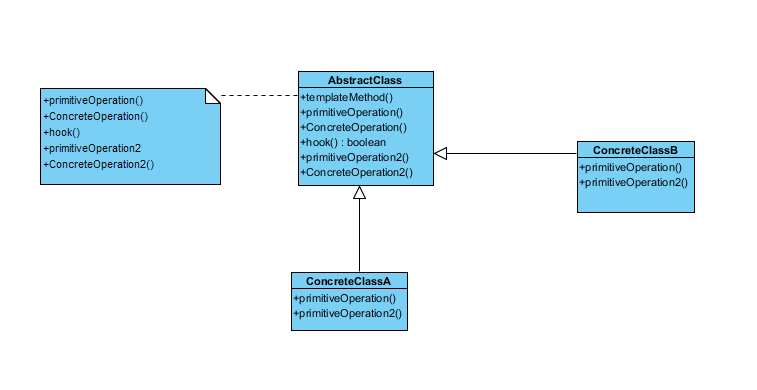 +primitiveOperation()
+ConcreteOperation()
+hook()
+primitiveOperation2
+ConcreteOperation2()
AbstractClass
+templateMethod()
+primitiveOperation()
+ConcreteOperation()
+hook() : boolean
+primitiveOperation2()
+ConcreteOperation2()
ConcreteClassB
+primitiveOperation()
+primitiveOperation2()
ConcreteClassA
+primitiveOperation()
+primitiveOperation2()